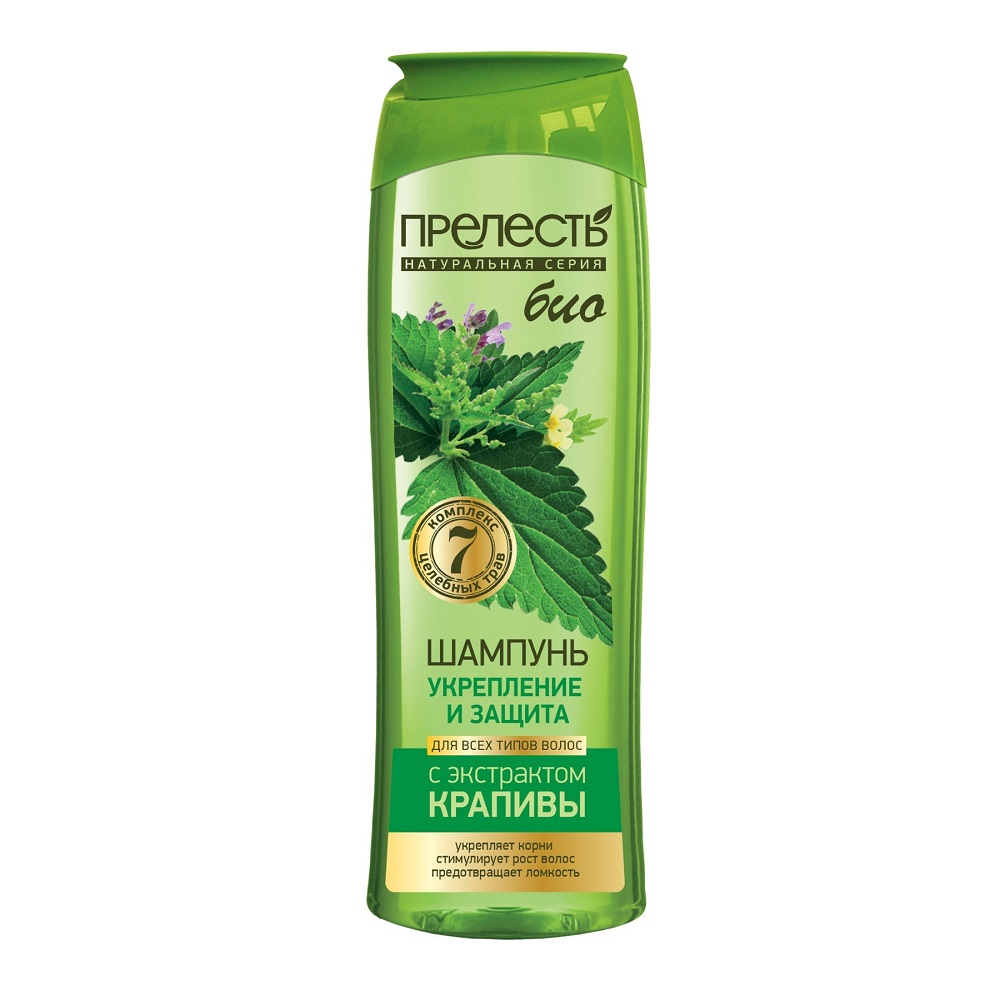 ПРЕЛЕСТЬ
НАТУРАЛЬНАЯ СЕРИЯ
био
комплекс
7
целебных трав
ШАМПУНЬ
УКРЕПЛЕНИЕ
И ЗАЩИТА
ДЛЯ ВСЕХ ТИПОВ ВОЛОС
С ЭКСТРАКТОМ
КРАПИВЫ
укрепляет корни
стимулирует рост волос
предотвращает ломкость